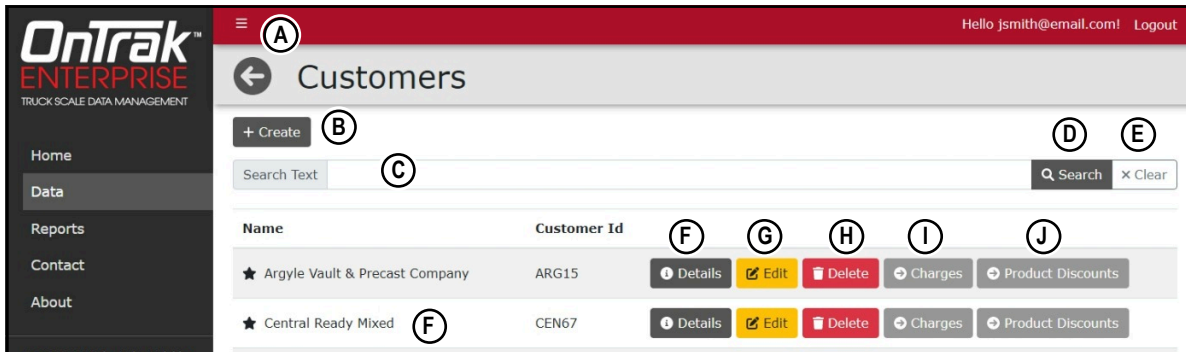 OnTrak™
ENTERPRISE
TRUCK SCALE DATA MANAGEMENT
Home
Data
Reports
Contact
About
A
Hello jsmith@email.com! Logout
Customers
+ Create B D E
Search Text C Search × Clear
Name Customer Id F G H I J
Argyle Vault & Precast Company ARG15 Details Edit Delete Charges Product Discounts
Central Ready Mixed F CEN67 Details Edit Delete Charges Product Discounts